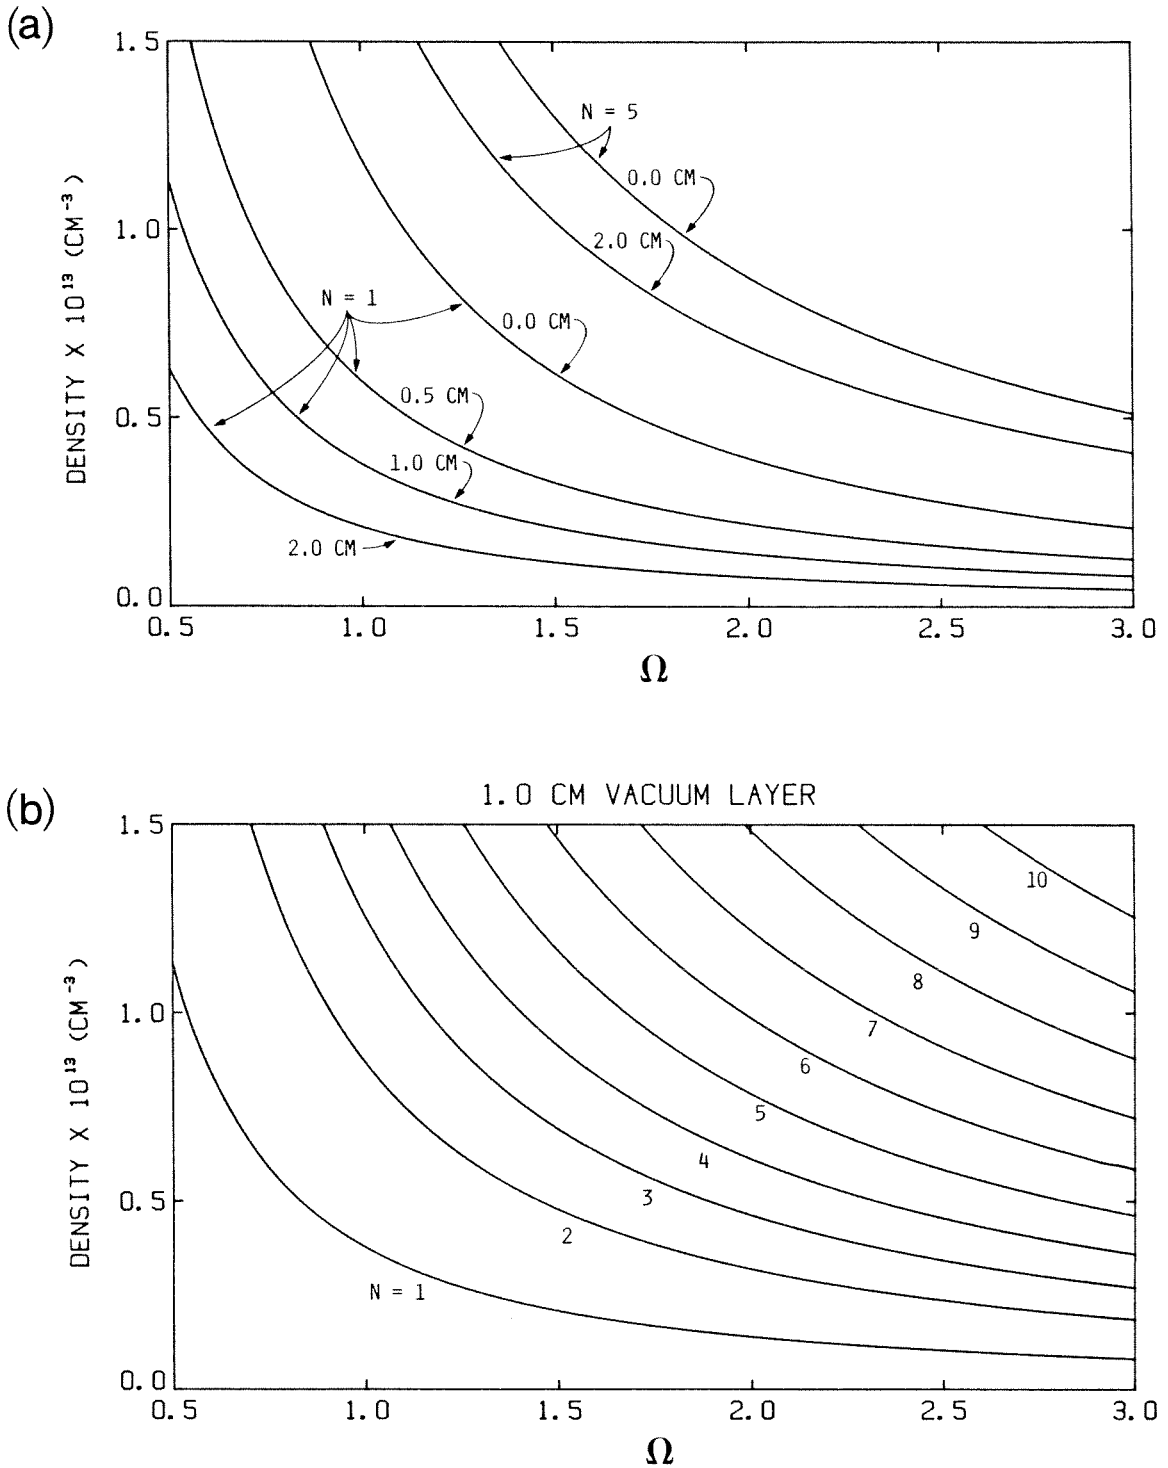 (a)
1.5
N = 5
0.0 CM
1.0
2.0 CM
N = 1
0.0 CM
0.5 CM
0.5
1.0 CM
2.0 CM
0.0
DENSITY X 10¹³ (CM⁻³)
0.5 1.0 1.5 2.0 2.5 3.0
Ω
(b)
1.0 CM VACUUM LAYER
1.5
10
9
8
1.0
7
6
5
4
3
0.5
2
N = 1
0.0
DENSITY X 10¹³ (CM⁻³)
0.5 1.0 1.5 2.0 2.5 3.0
Ω